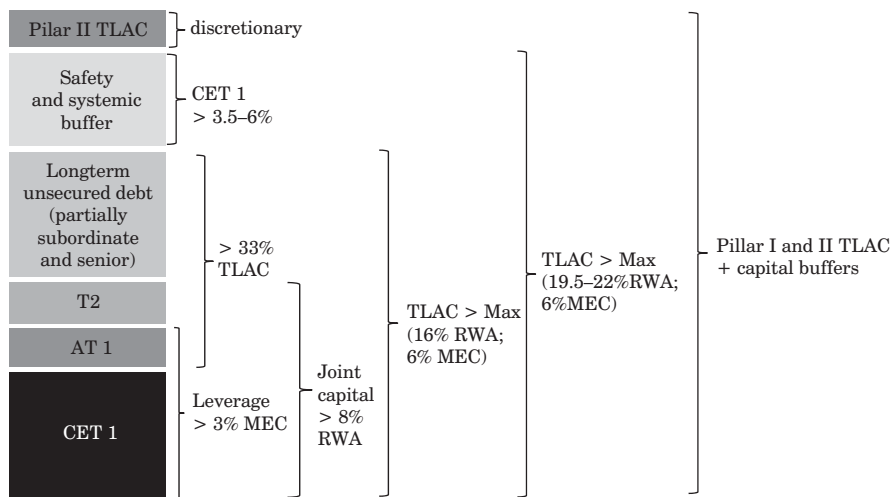 Pilar II TLAC
discretionary
Safety
and systemic
buffer
CET 1
> 3.5–6%
Longterm
unsecured debt
(partially
subordinate
and senior)
> 33%
TLAC
T2
AT 1
CET 1
Leverage
> 3% MEC
Joint
capital
> 8%
RWA
TLAC > Max
(16% RWA;
6% MEC)
TLAC > Max
(19.5–22%RWA;
6%MEC)
Pillar I and II TLAC
+ capital buffers